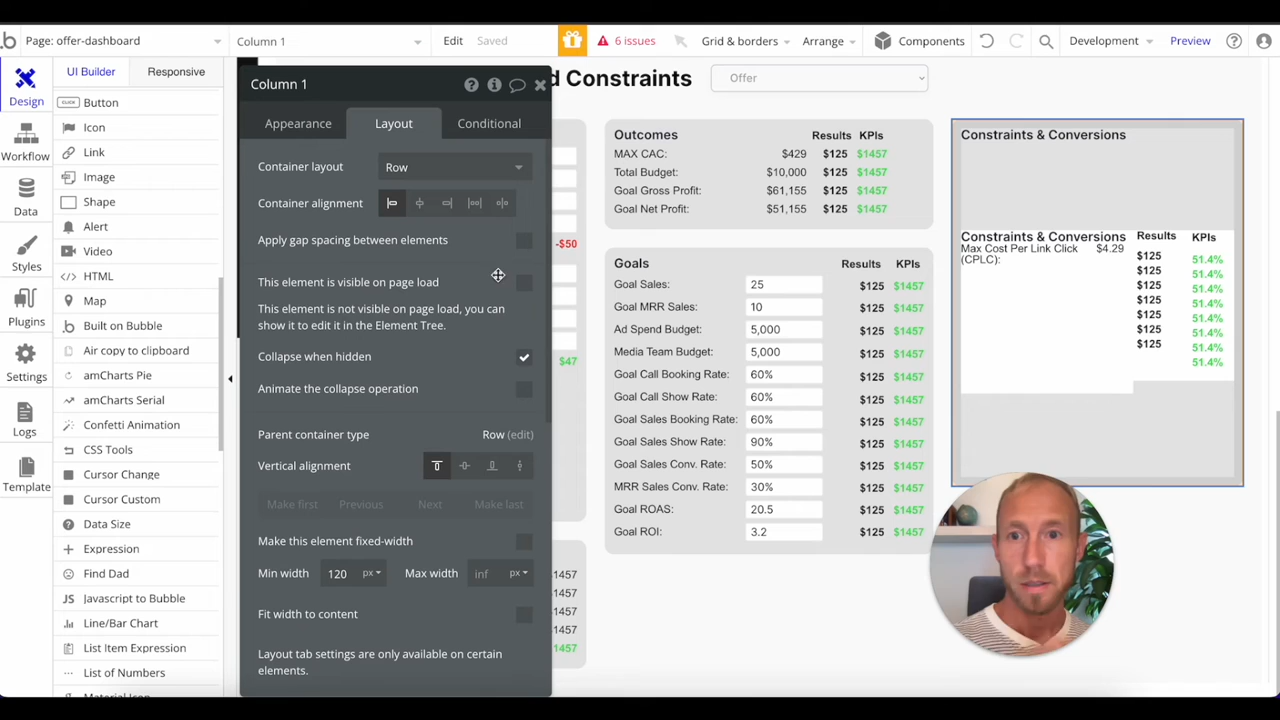 Page: offer-dashboard
Column 1
Edit
Saved
6 issues
Grid & borders
Arrange
Components
Development
Preview
UI Builder
Responsive
Design
Workflow
Data
Styles
Plugins
Settings
Logs
Template
CLICK
Button
Icon
Link
Image
Shape
Alert
Video
HTML
Map
Built on Bubble
Air copy to clipboard
amCharts Pie
amCharts Serial
Confetti Animation
CSS Tools
Cursor Change
Cursor Custom
Data Size
Expression
Find Dad
Javascript to Bubble
Line/Bar Chart
List Item Expression
List of Numbers
Column 1
Appearance
Layout
Conditional
Container layout
Row
Container alignment
Apply gap spacing between elements
This element is visible on page load
This element is not visible on page load, you can
show it to edit it in the Element Tree.
Collapse when hidden
Animate the collapse operation
Parent container type
Row (edit)
Vertical alignment
Make first
Previous
Next
Make last
Make this element fixed-width
Min width
120
px
Max width
inf
px
Fit width to content
Layout tab settings are only available on certain
elements.
d Constraints
Offer
-$50
$47
1457
1457
1457
1457
1457
Outcomes Results KPIs
MAX CAC: $429 $125 $1457
Total Budget: $10,000 $125 $1457
Goal Gross Profit: $61,155 $125 $1457
Goal Net Profit: $51,155 $125 $1457
Goals Results KPIs
Goal Sales: 25 $125 $1457
Goal MRR Sales: 10 $125 $1457
Ad Spend Budget: 5,000 $125 $1457
Media Team Budget: 5,000 $125 $1457
Goal Call Booking Rate: 60% $125 $1457
Goal Call Show Rate: 60% $125 $1457
Goal Sales Booking Rate: 60% $125 $1457
Goal Sales Show Rate: 90% $125 $1457
Goal Sales Conv. Rate: 50% $125 $1457
MRR Sales Conv. Rate: 30% $125 $1457
Goal ROAS: 20.5 $125 $1457
Goal ROI: 3.2 $125 $1457
Constraints & Conversions
Constraints & Conversions Results KPIs
Max Cost Per Link Click $4.29
(CPLC):
$125
$125
$125
$125
$125
$125
$125
51.4%
51.4%
51.4%
51.4%
51.4%
51.4%
51.4%
51.4%